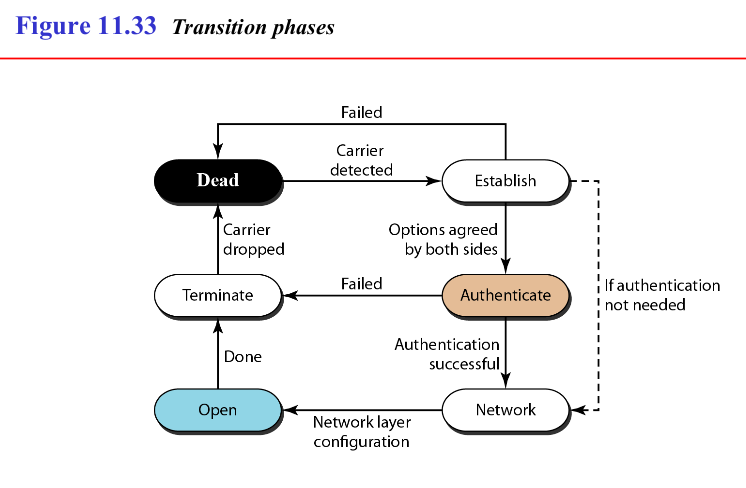 Figure 11.33 Transition phases
Failed
Carrier
detected
Dead
Establish
Carrier
dropped
Options agreed
by both sides
If authentication
not needed
Terminate
Failed
Authenticate
Done
Authentication
successful
Open
Network layer
configuration
Network